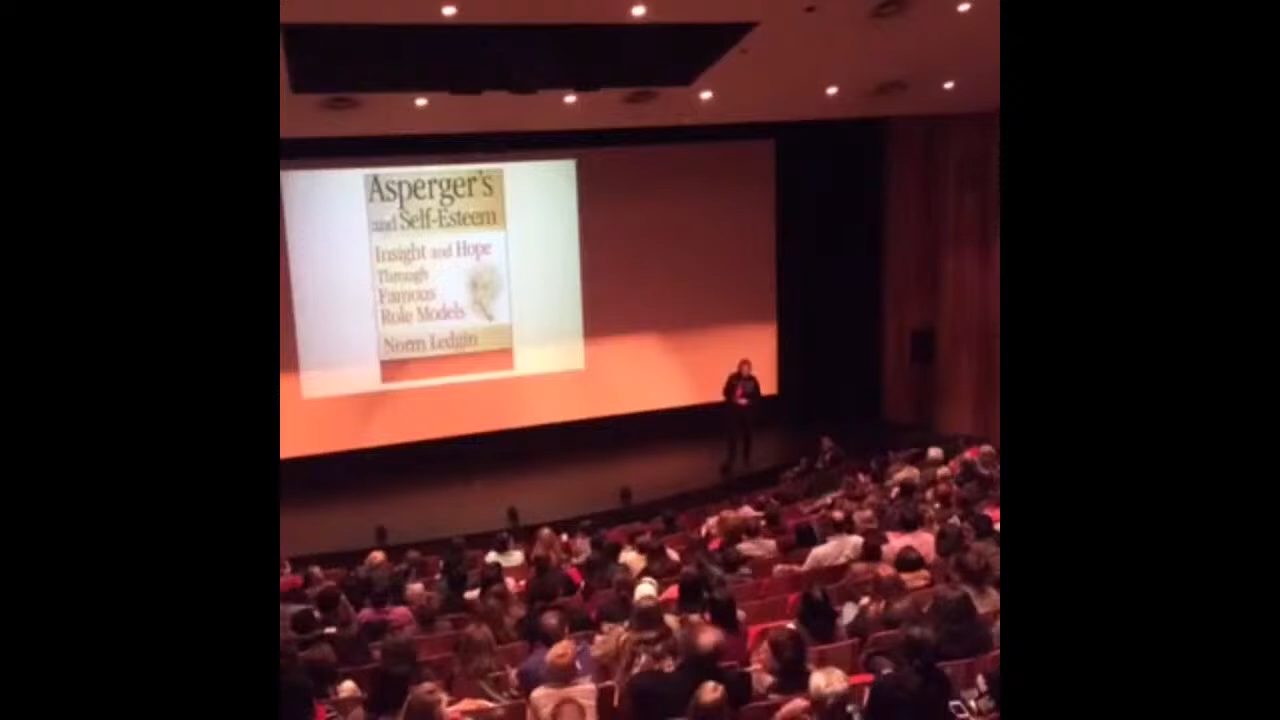 Asperger's
and Self-Esteem
Insight and Hope
Through
Famous
Role Models
Norm Ledgin